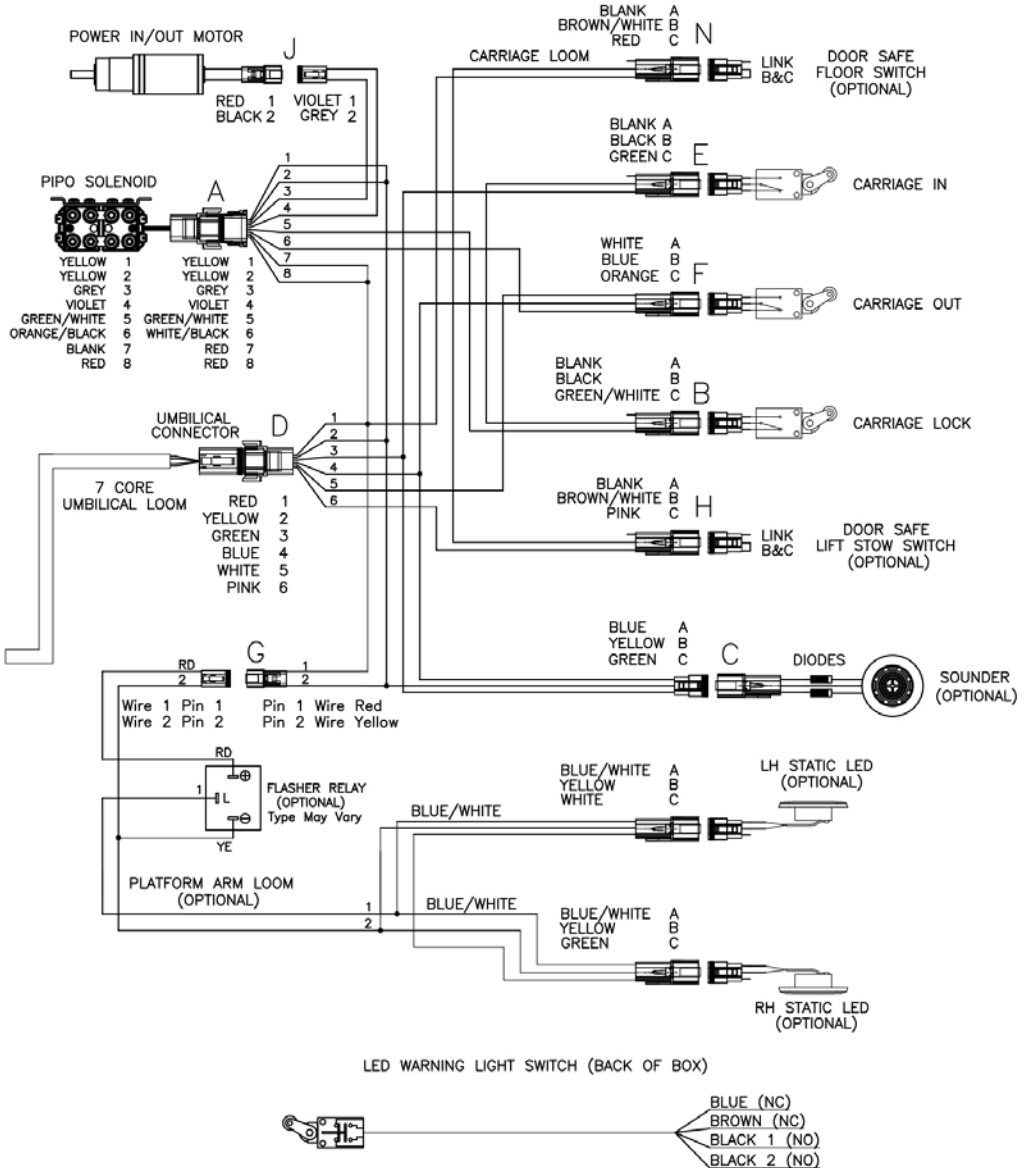 POWER IN/OUT MOTOR
J
RED 1
BLACK 2
VIOLET 1
GREY 2
CARRIAGE LOOM
BLANK A
BROWN/WHITE B
RED C
N
LINK
B&C
DOOR SAFE
FLOOR SWITCH
(OPTIONAL)
BLANK A
BLACK B
GREEN C
E
CARRIAGE IN
PIPO SOLENOID
A
1
2
3
4
5
6
7
8
YELLOW 1
YELLOW 2
GREY 3
VIOLET 4
GREEN/WHITE 5
ORANGE/BLACK 6
BLANK 7
RED 8
YELLOW 1
YELLOW 2
GREY 3
VIOLET 4
GREEN/WHITE 5
WHITE/BLACK 6
RED 7
RED 8
WHITE A
BLUE B
ORANGE C
F
CARRIAGE OUT
BLANK A
BLACK B
GREEN/WHIITE C
B
CARRIAGE LOCK
UMBILICAL
CONNECTOR
D
1
2
3
4
5
6
7 CORE
UMBILICAL LOOM
RED 1
YELLOW 2
GREEN 3
BLUE 4
WHITE 5
PINK 6
BLANK A
BROWN/WHITE B
PINK C
H
LINK
B&C
DOOR SAFE
LIFT STOW SWITCH
(OPTIONAL)
BLUE A
YELLOW B
GREEN C
C
DIODES
SOUNDER
(OPTIONAL)
RD
2
G
1
2
Wire 1 Pin 1
Wire 2 Pin 2
Pin 1 Wire Red
Pin 2 Wire Yellow
RD
1
L
YE
FLASHER RELAY
(OPTIONAL)
Type May Vary
BLUE/WHITE A
YELLOW B
WHITE C
LH STATIC LED
(OPTIONAL)
BLUE/WHITE
PLATFORM ARM LOOM
(OPTIONAL)
1
2
BLUE/WHITE
BLUE/WHITE A
YELLOW B
GREEN C
RH STATIC LED
(OPTIONAL)
LED WARNING LIGHT SWITCH (BACK OF BOX)
BLUE (NC)
BROWN (NC)
BLACK 1 (NO)
BLACK 2 (NO)